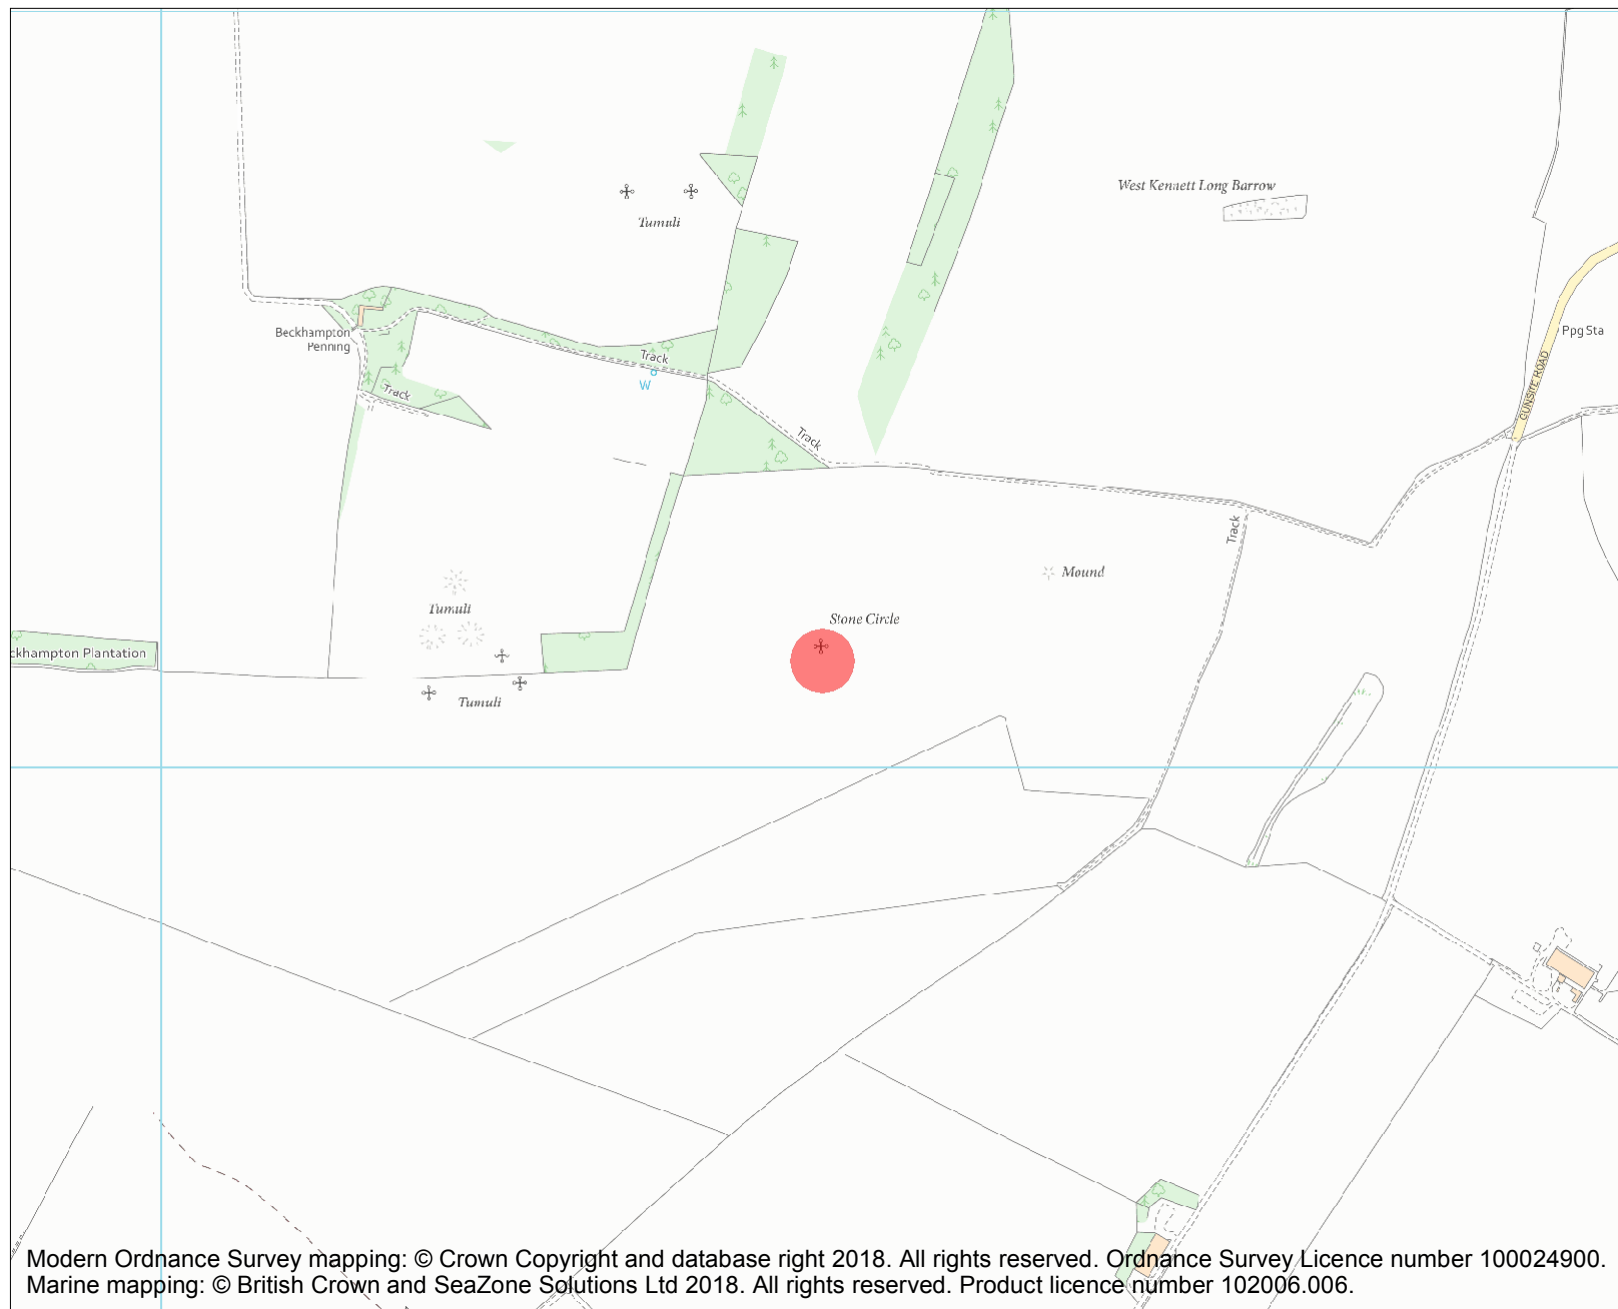 West Kennett Long Barrow
Tumuli
Beckhampton
Penning
Ppg Sta
GUNSITE ROAD
Track
W
Track
Track
Track
Mound
Tumuli
Stone Circle
ckhampton Plantation
Tumuli
Modern Ordnance Survey mapping: © Crown Copyright and database right 2018. All rights reserved. Ordnance Survey Licence number 100024900.
Marine mapping: © British Crown and SeaZone Solutions Ltd 2018. All rights reserved. Product licence number 102006.006.